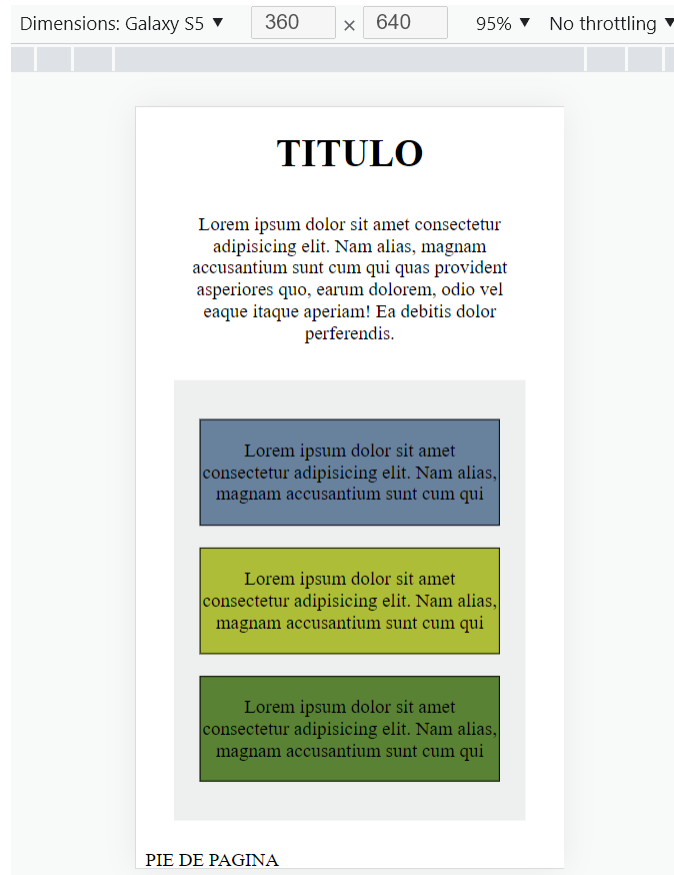 Dimensions: Galaxy S5 ▼ 360 × 640 95% ▼ No throttling ▼
TITULO
Lorem ipsum dolor sit amet consectetur
adipisicing elit. Nam alias, magnam
accusantium sunt cum qui quas provident
asperiores quo, earum dolorem, odio vel
eaque itaque aperiam! Ea debitis dolor
perferendis.
Lorem ipsum dolor sit amet
consectetur adipisicing elit. Nam alias,
magnam accusantium sunt cum qui
Lorem ipsum dolor sit amet
consectetur adipisicing elit. Nam alias,
magnam accusantium sunt cum qui
Lorem ipsum dolor sit amet
consectetur adipisicing elit. Nam alias,
magnam accusantium sunt cum qui
PIE DE PAGINA